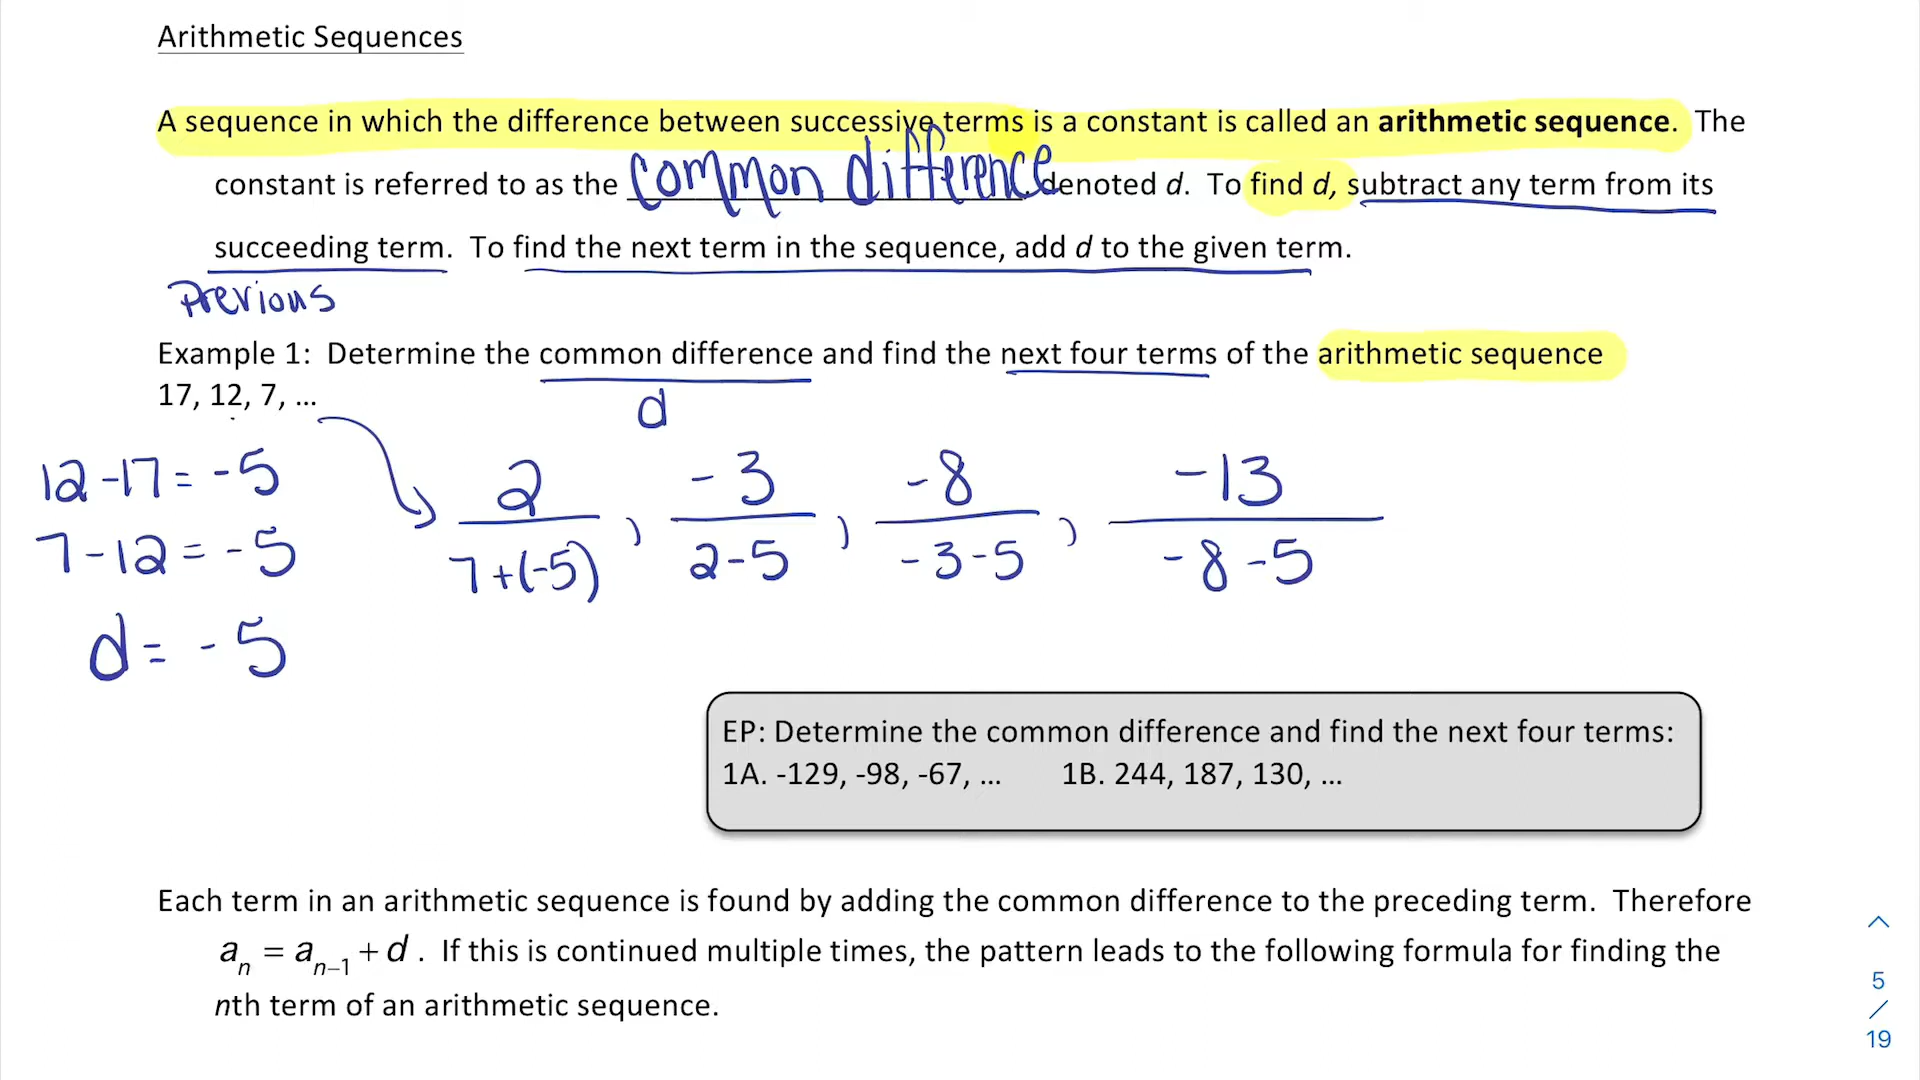 Arithmetic Sequences
A sequence in which the difference between successive terms is a constant is called an arithmetic sequence. The
constant is referred to as the common difference, denoted d. To find d, subtract any term from its
succeeding term. To find the next term in the sequence, add d to the given term.
Previous
Example 1: Determine the common difference and find the next four terms of the arithmetic sequence
17, 12, 7, ...
d
12-17 = -5
7-12 = -5
d = -5
2 , -3 , -8 , -13
7+(-5) 2-5 -3-5 -8-5
EP: Determine the common difference and find the next four terms:
1A. -129, -98, -67, ... 1B. 244, 187, 130, ...
Each term in an arithmetic sequence is found by adding the common difference to the preceding term. Therefore
aₙ = aₙ₋₁ + d . If this is continued multiple times, the pattern leads to the following formula for finding the
nth term of an arithmetic sequence.
5
/
19